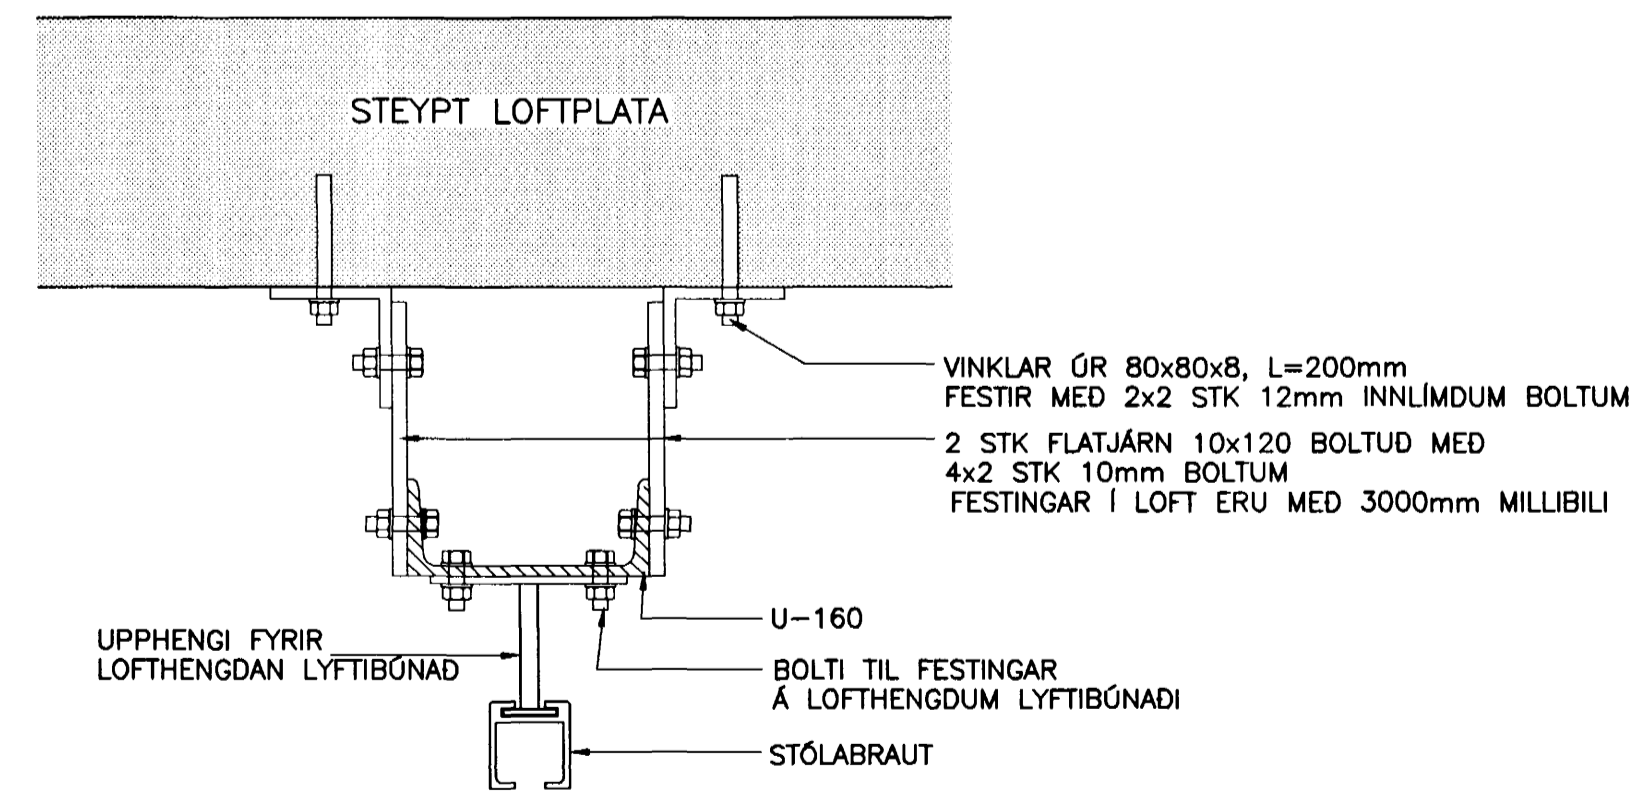 STEYPT LOFTPLATA
VINKLAR ÚR 80x80x8, L=200mm
FESTIR MEÐ 2x2 STK 12mm INNLÍMDUM BOLTUM
2 STK FLATJÁRN 10x120 BOLTUÐ MEÐ
4x2 STK 10mm BOLTUM
FESTINGAR Í LOFT ERU MEÐ 3000mm MILLIBILI
U-160
UPPHENGI FYRIR
LOFTHENGDAN LYFTIBÚNAÐ
BOLTI TIL FESTINGAR
Á LOFTHENGDUM LYFTIBÚNAÐI
STÓLABRAUT